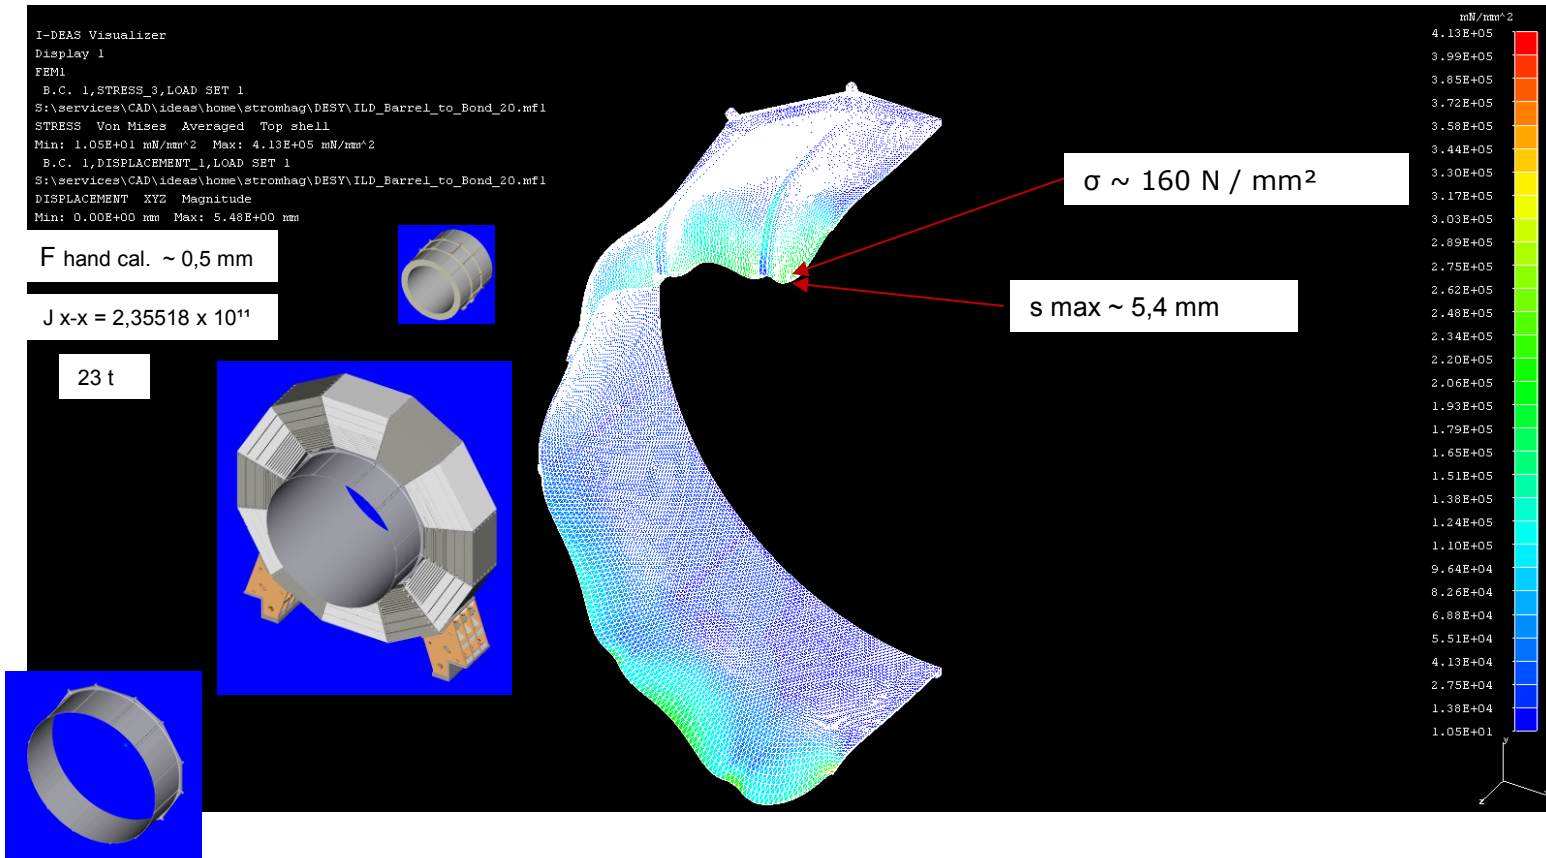 I-DEAS Visualizer
Display 1
FEM1
B.C. 1,STRESS_3,LOAD SET 1
S:\services\CAD\ideas\home\stromhag\DESY\ILD_Barrel_to_Bond_20.mf1
STRESS Von Mises Averaged Top shell
Min: 1.05E+01 mN/mm^2 Max: 4.13E+05 mN/mm^2
B.C. 1,DISPLACEMENT_1,LOAD SET 1
S:\services\CAD\ideas\home\stromhag\DESY\ILD_Barrel_to_Bond_20.mf1
DISPLACEMENT XYZ Magnitude
Min: 0.00E+00 mm Max: 5.48E+00 mm
F hand cal. ~ 0,5 mm
J x-x = 2,35518 x 10¹¹
23 t
σ ~ 160 N / mm²
s max ~ 5,4 mm
mN/mm^2
4.13E+05
3.99E+05
3.85E+05
3.72E+05
3.58E+05
3.44E+05
3.30E+05
3.17E+05
3.03E+05
2.89E+05
2.75E+05
2.62E+05
2.48E+05
2.34E+05
2.20E+05
2.06E+05
1.93E+05
1.79E+05
1.65E+05
1.51E+05
1.38E+05
1.24E+05
1.10E+05
9.64E+04
8.26E+04
6.88E+04
5.51E+04
4.13E+04
2.75E+04
1.38E+04
1.05E+01
y
z